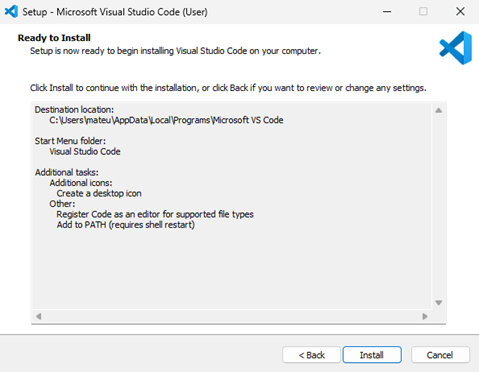 Setup - Microsoft Visual Studio Code (User)
Ready to Install
Setup is now ready to begin installing Visual Studio Code on your computer.
Click Install to continue with the installation, or click Back if you want to review or change any settings.
Destination location:
C:\Users\mateu\AppData\Local\Programs\Microsoft VS Code
Start Menu folder:
Visual Studio Code
Additional tasks:
Additional icons:
Create a desktop icon
Other:
Register Code as an editor for supported file types
Add to PATH (requires shell restart)
< Back
Install
Cancel